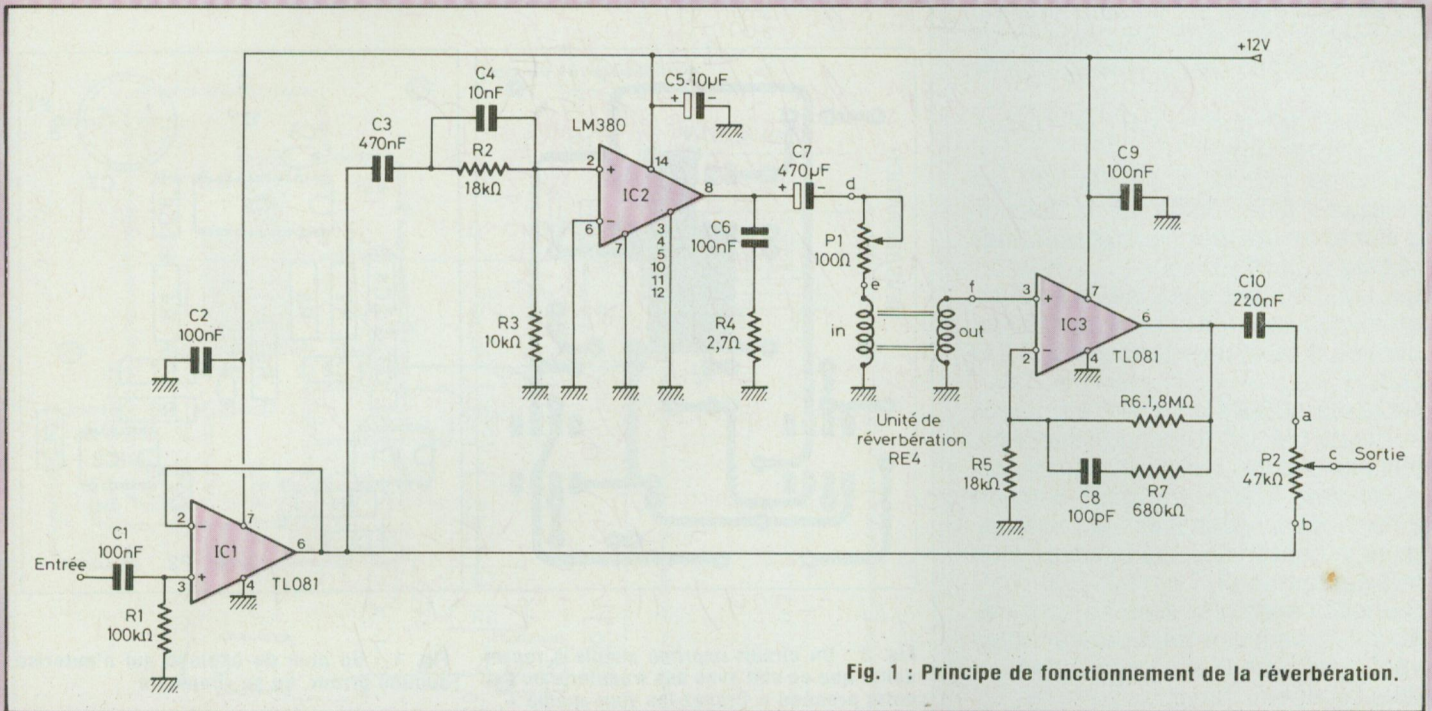 +12V
C4
10nF
C5.10µF
+ −
C3
470nF
LM380
R2
18kΩ
2
+
14
IC2
8
−
6
7
3
4
5
10
11
12
C7
470µF
+ −
d
C6
100nF
P1
100Ω
e
f
in
out
C9
100nF
3
+
7
IC3
6
−
2
4
TL081
C10
220nF
C2
100nF
R3
10kΩ
R4
2,7Ω
Unité de
réverbération
RE4
R6.1,8MΩ
R5
18kΩ
C8
100pF
R7
680kΩ
a
P2
47kΩ
c
Sortie
b
2
−
7
C1
100nF
IC1
6
Entrée
3
+
4
TL081
R1
100kΩ
Fig. 1 : Principe de fonctionnement de la réverbération.